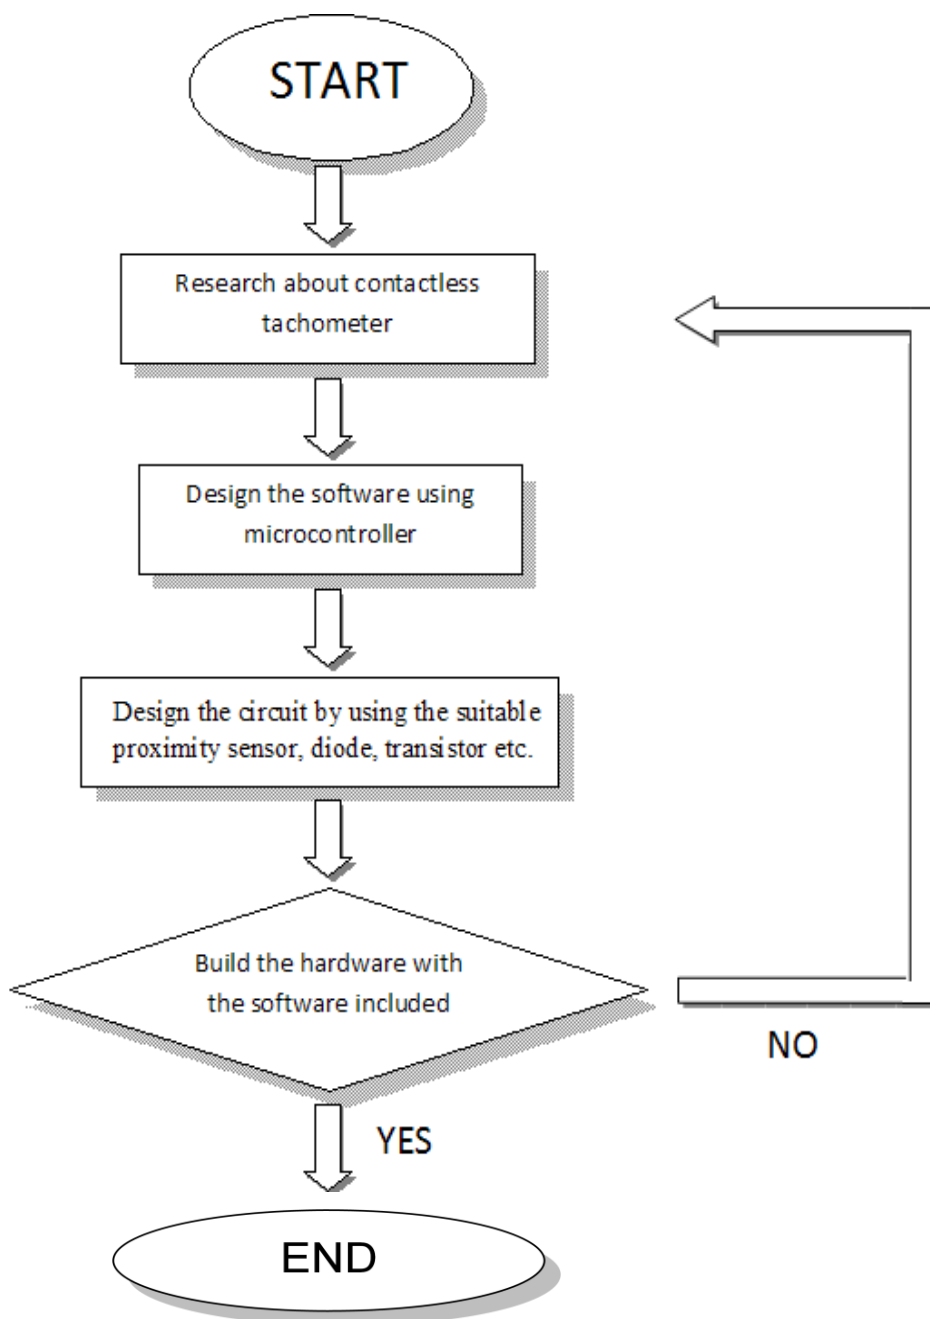 START
Research about contactless
tachometer
Design the software using
microcontroller
Design the circuit by using the suitable
proximity sensor, diode, transistor etc.
Build the hardware with
the software included
NO
YES
END